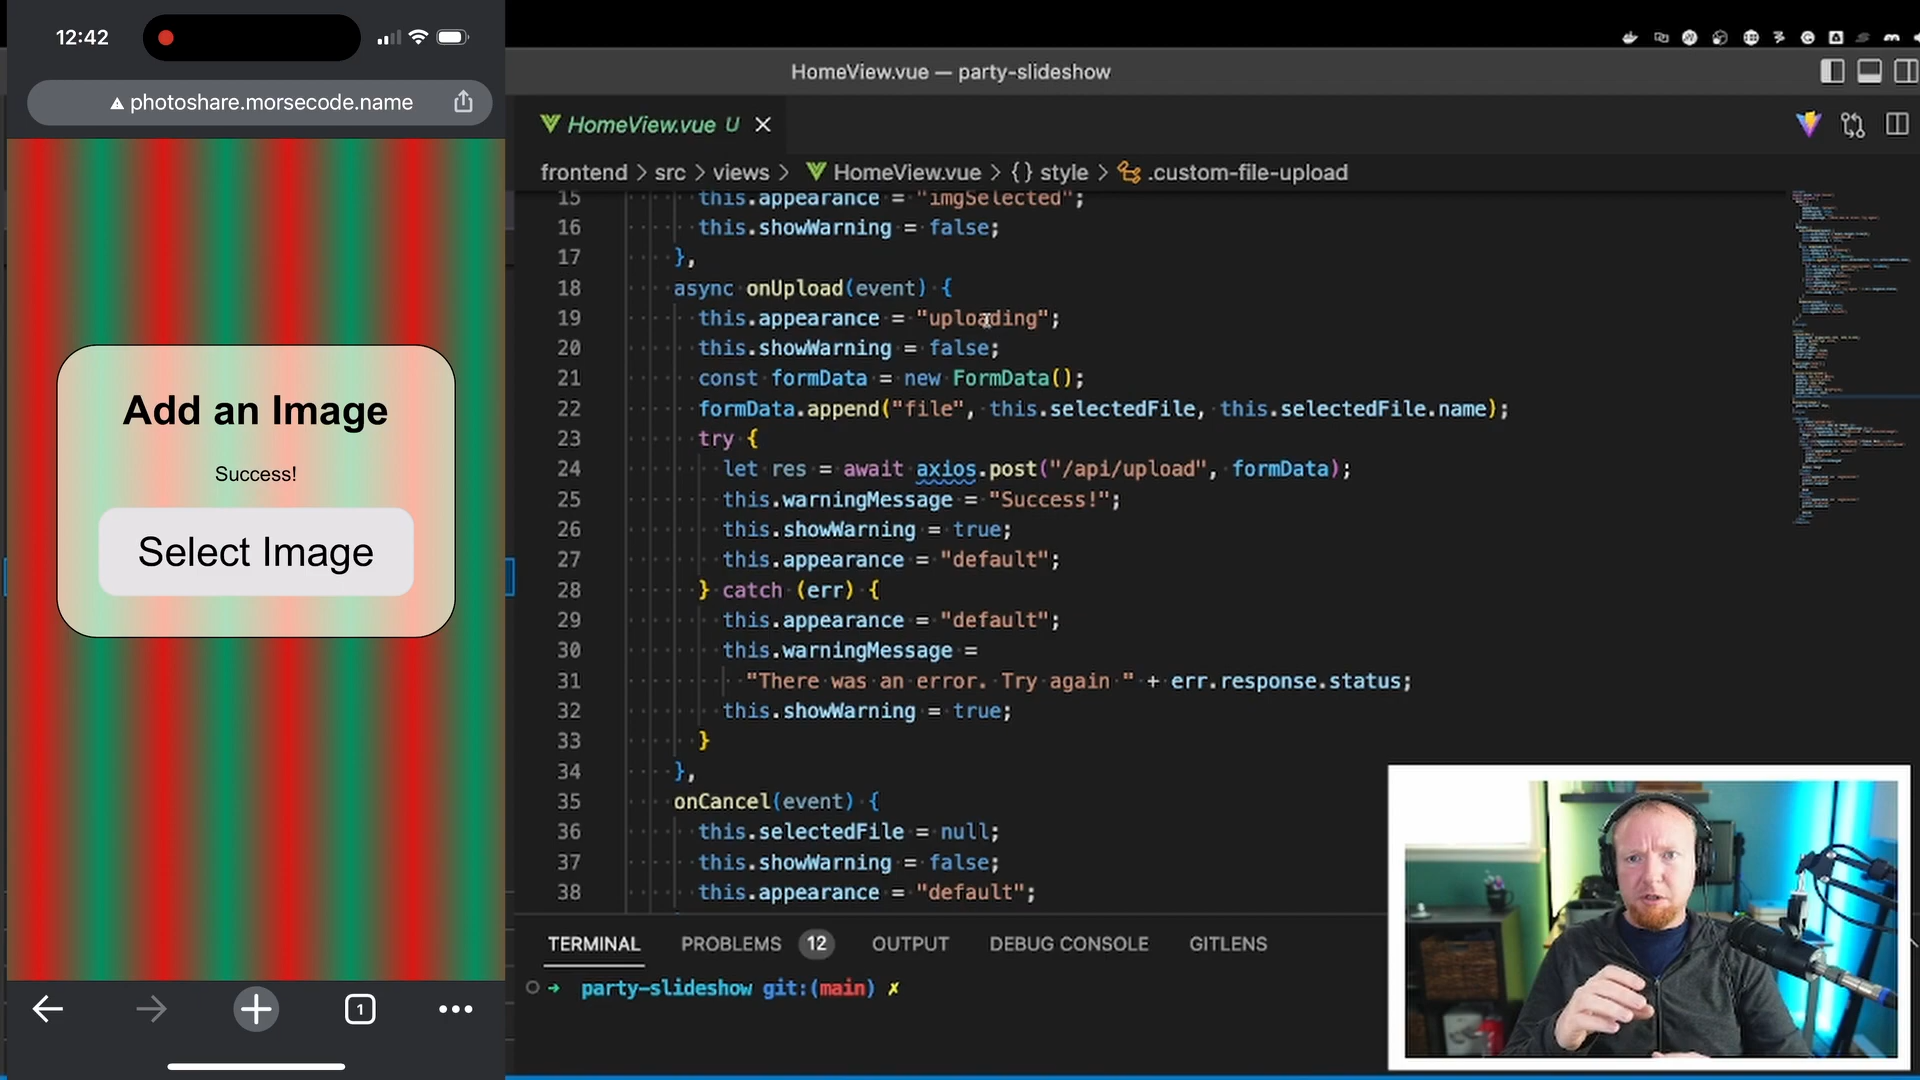 12:42
photoshare.morsecode.name
Add an Image
Success!
Select Image
1
HomeView.vue — party-slideshow
HomeView.vue U
frontend > src > views > HomeView.vue > {} style > .custom-file-upload
15 this.appearance = "imgSelected";
16 this.showWarning = false;
17 },
18 async onUpload(event) {
19 this.appearance = "uploading";
20 this.showWarning = false;
21 const formData = new FormData();
22 formData.append("file", this.selectedFile, this.selectedFile.name);
23 try {
24 let res = await axios.post("/api/upload", formData);
25 this.warningMessage = "Success!";
26 this.showWarning = true;
27 this.appearance = "default";
28 } catch (err) {
29 this.appearance = "default";
30 this.warningMessage =
31 "There was an error. Try again " + err.response.status;
32 this.showWarning = true;
33 }
34 },
35 onCancel(event) {
36 this.selectedFile = null;
37 this.showWarning = false;
38 this.appearance = "default";
TERMINAL PROBLEMS 12 OUTPUT DEBUG CONSOLE GITLENS
party-slideshow git:(main) ✗